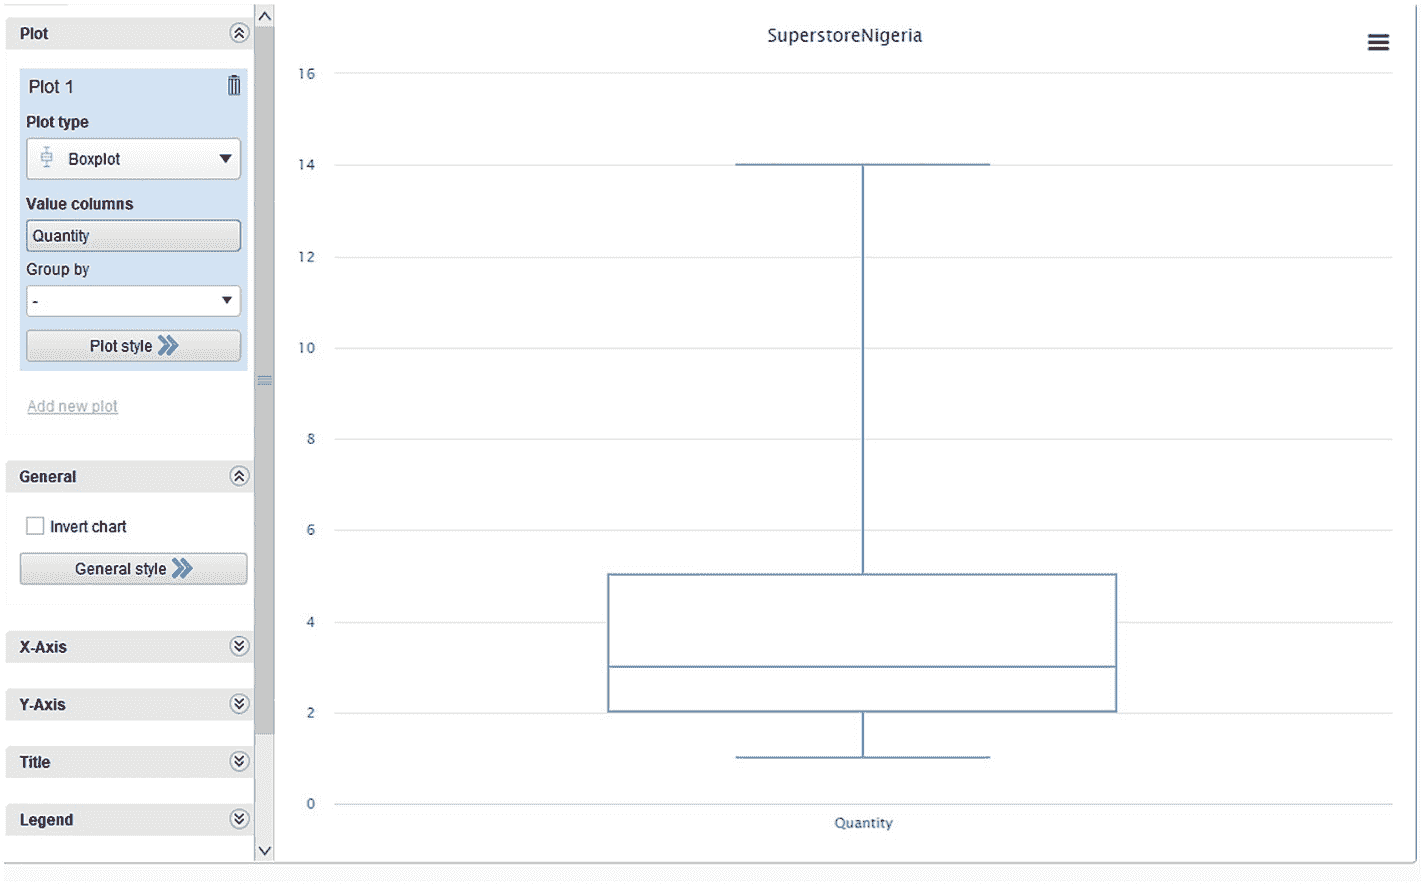 Plot
Plot 1
Plot type
Boxplot
Value columns
Quantity
Group by
-
Plot style
Add new plot
General
Invert chart
General style
X-Axis
Y-Axis
Title
Legend
SuperstoreNigeria
16
14
12
10
8
6
4
2
0
Quantity